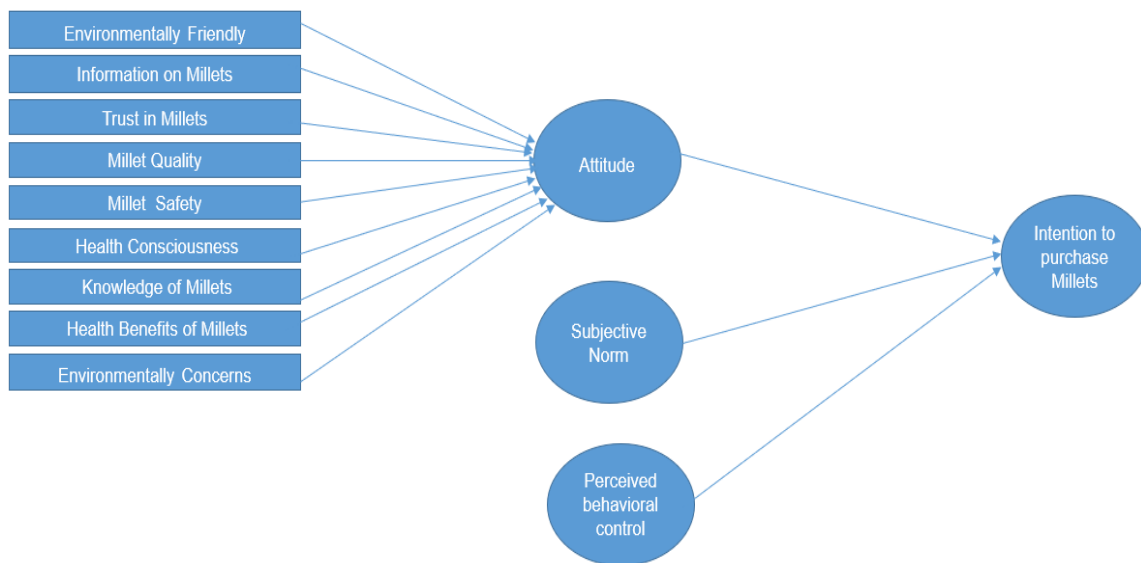 Environmentally Friendly
Information on Millets
Trust in Millets
Millet Quality
Millet Safety
Health Consciousness
Knowledge of Millets
Health Benefits of Millets
Environmentally Concerns
Attitude
Subjective
Norm
Perceived
behavioral
control
Intention to
purchase
Millets